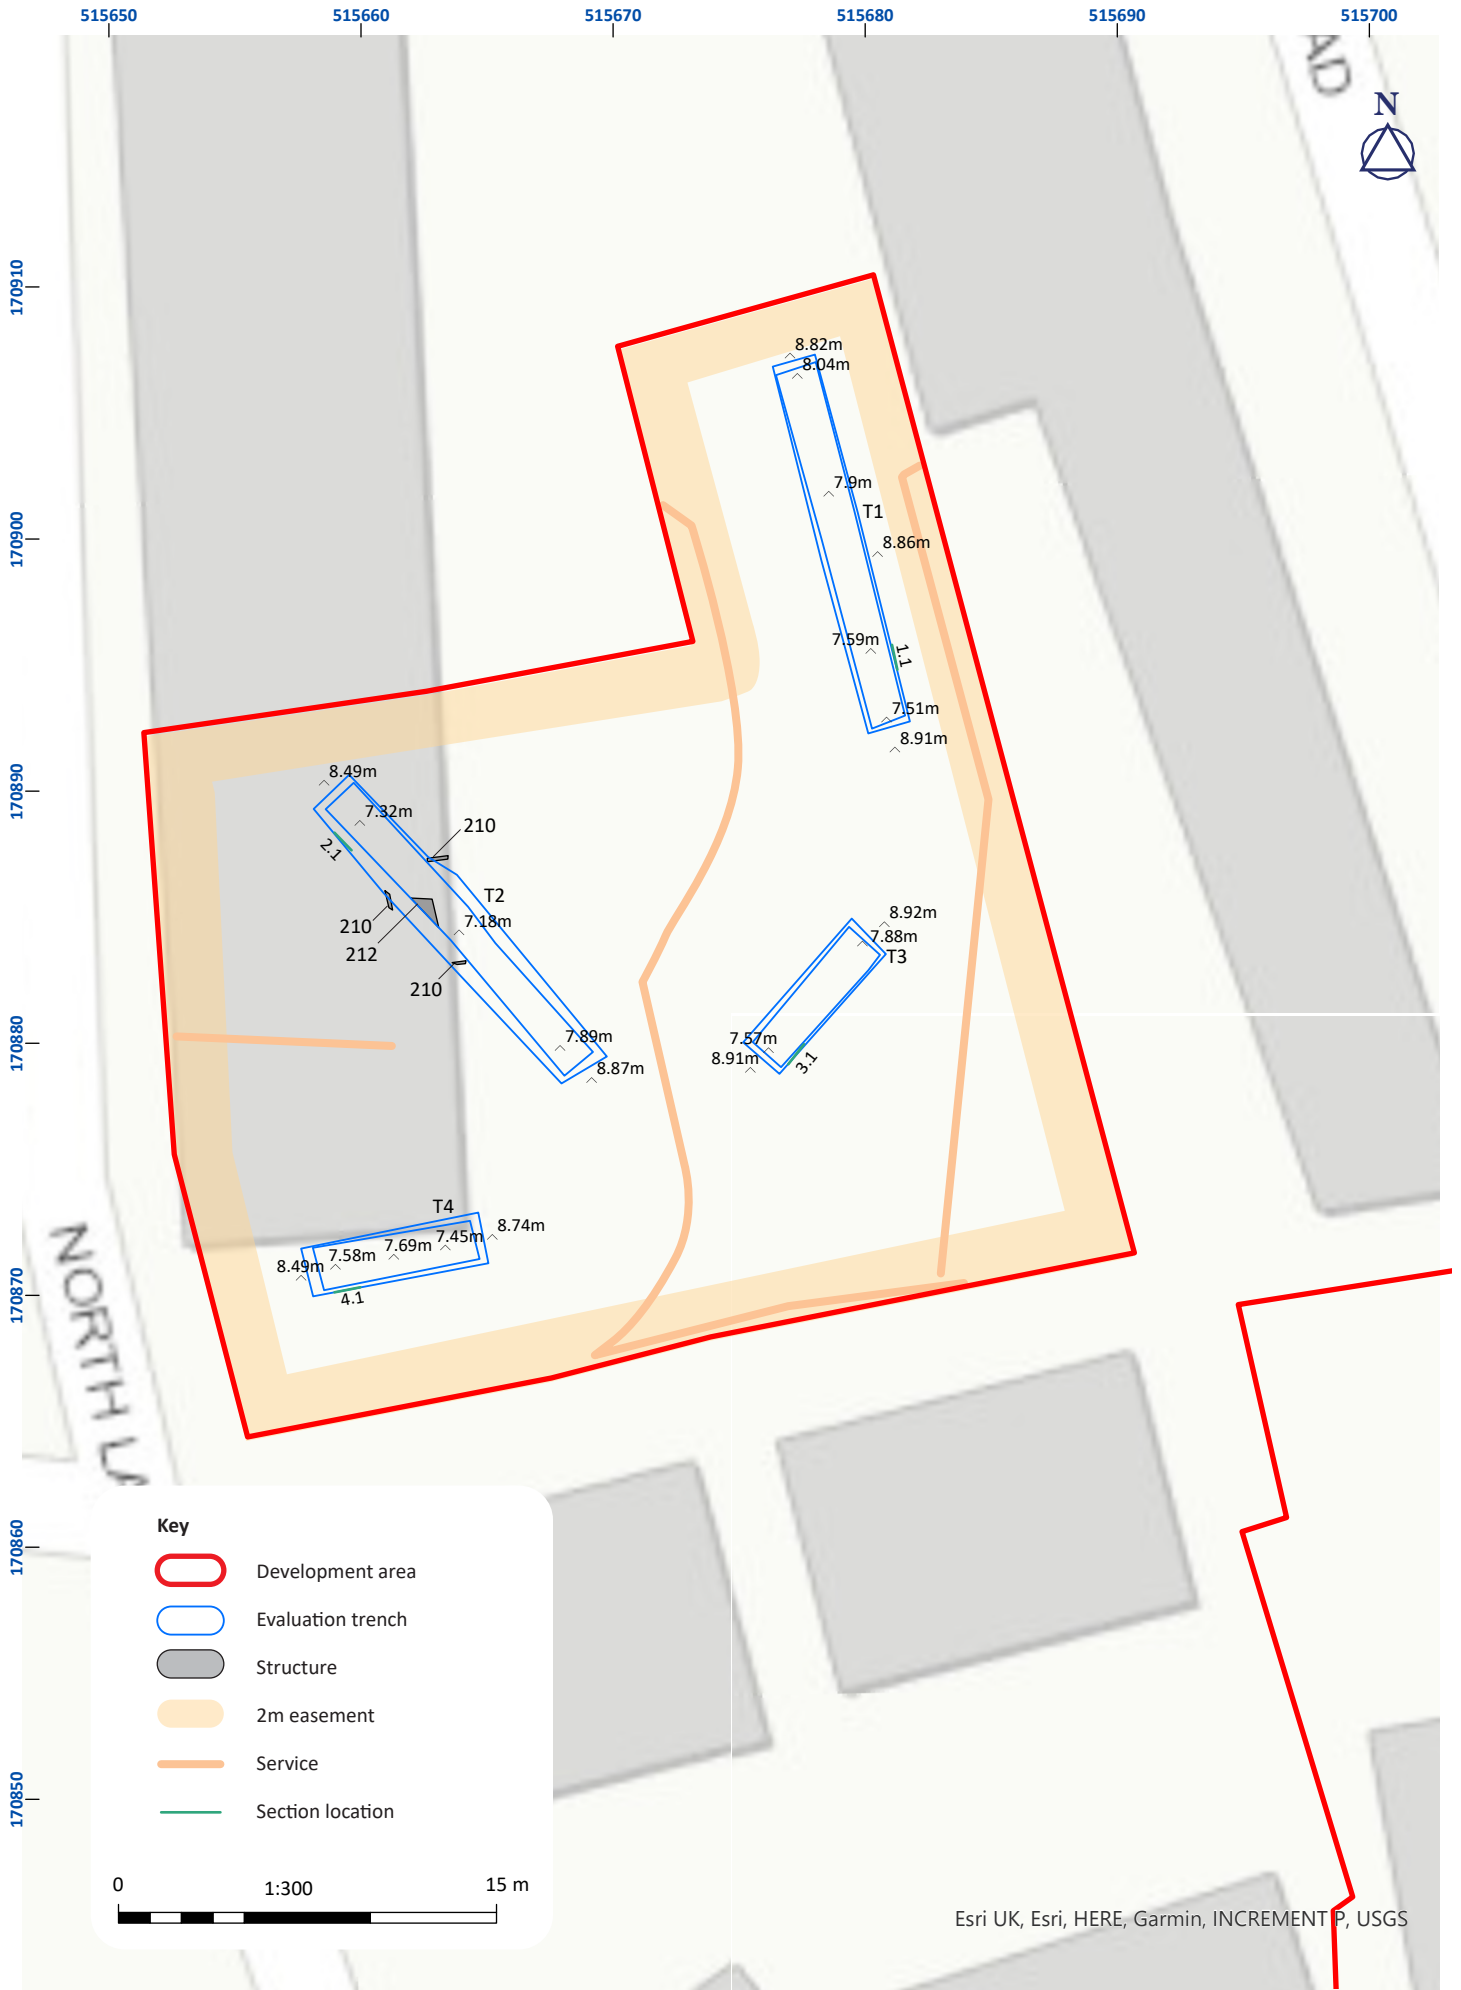 515650 515660 515670 515680 515690 515700
AD
N
170910
8.82m
8.04m
7.9m
T1
170900
8.86m
7.59m
1.1
7.51m
8.91m
170890
8.49m
7.32m
210
2.1
T2
8.92m
210
7.18m
7.88m
212
T3
210
170880
7.89m
7.57m
8.91m
3.1
8.87m
T4
8.74m
7.45m
7.69m
7.58m
8.49m
170870
4.1
NORTH LA
Key
170860
Development area
Evaluation trench
Structure
2m easement
Service
170850
Section location
0 1:300 15 m
Esri UK, Esri, HERE, Garmin, INCREMENT P, USGS